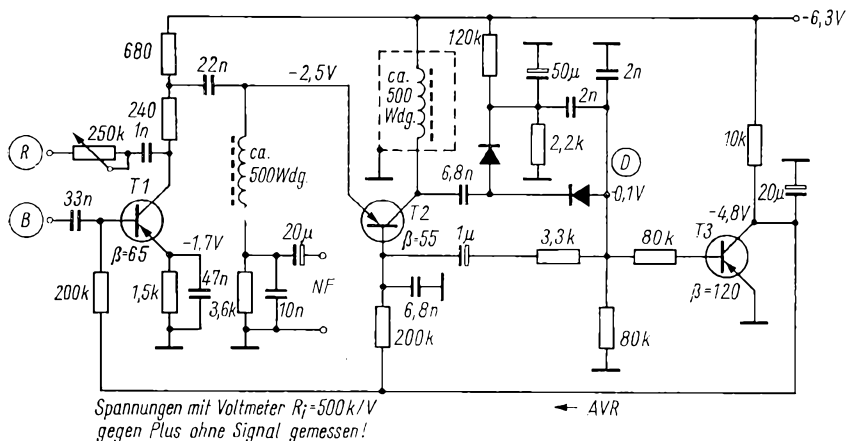 -6,3V
680
22n
-2,5V
ca.
500
Wdg.
120k
50µ
2n
2n
240
1n
250k
R
ca.
500Wdg.
2,2k
D
10k
20µ
33n
T1
6,8n
-0,1V
B
T2
-4,8V
T3
-1,7V
20µ
β=55
1µ
3,3k
80k
β=65
β=120
200k
1,5k
47n
3,6k
10n
NF
6,8n
200k
80k
Spannungen mit Voltmeter Ri=500k/V
gegen Plus ohne Signal gemessen!
← AVR